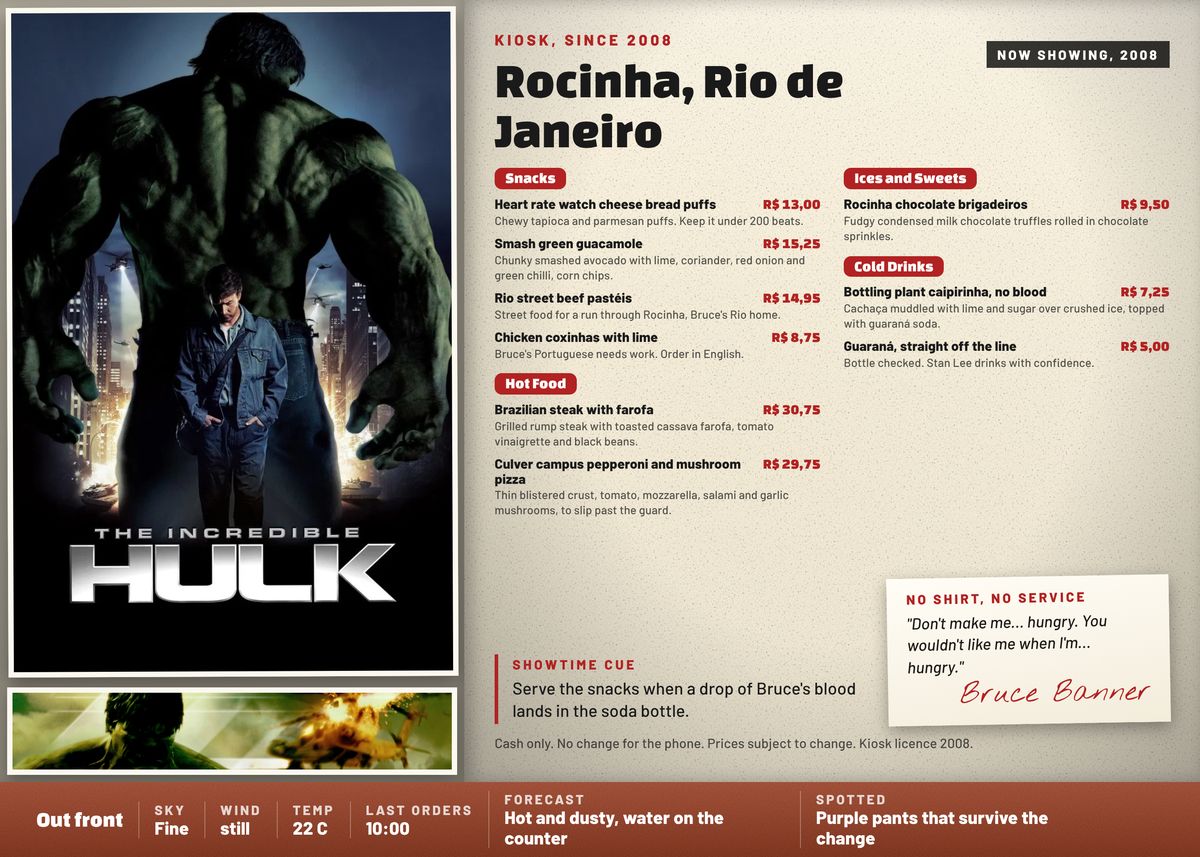 THE INCREDIBLE
HULK
KIOSK, SINCE 2008
NOW SHOWING, 2008
Rocinha, Rio de
Janeiro
Snacks
Heart rate watch cheese bread puffs R$ 13,00
Chewy tapioca and parmesan puffs. Keep it under 200 beats.
Smash green guacamole R$ 15,25
Chunky smashed avocado with lime, coriander, red onion and
green chilli, corn chips.
Rio street beef pastéis R$ 14,95
Street food for a run through Rocinha, Bruce's Rio home.
Chicken coxinhas with lime R$ 8,75
Bruce's Portuguese needs work. Order in English.
Hot Food
Brazilian steak with farofa R$ 30,75
Grilled rump steak with toasted cassava farofa, tomato
vinaigrette and black beans.
Culver campus pepperoni and mushroom R$ 29,75
pizza
Thin blistered crust, tomato, mozzarella, salami and garlic
mushrooms, to slip past the guard.
Ices and Sweets
Rocinha chocolate brigadeiros R$ 9,50
Fudgy condensed milk chocolate truffles rolled in chocolate
sprinkles.
Cold Drinks
Bottling plant caipirinha, no blood R$ 7,25
Cachaça muddled with lime and sugar over crushed ice, topped
with guaraná soda.
Guaraná, straight off the line R$ 5,00
Bottle checked. Stan Lee drinks with confidence.
NO SHIRT, NO SERVICE
"Don't make me... hungry. You
wouldn't like me when I'm...
hungry."
Bruce Banner
SHOWTIME CUE
Serve the snacks when a drop of Bruce's blood
lands in the soda bottle.
Cash only. No change for the phone. Prices subject to change. Kiosk licence 2008.
Out front
SKY
Fine
WIND
still
TEMP
22 C
LAST ORDERS
10:00
FORECAST
Hot and dusty, water on the
counter
SPOTTED
Purple pants that survive the
change